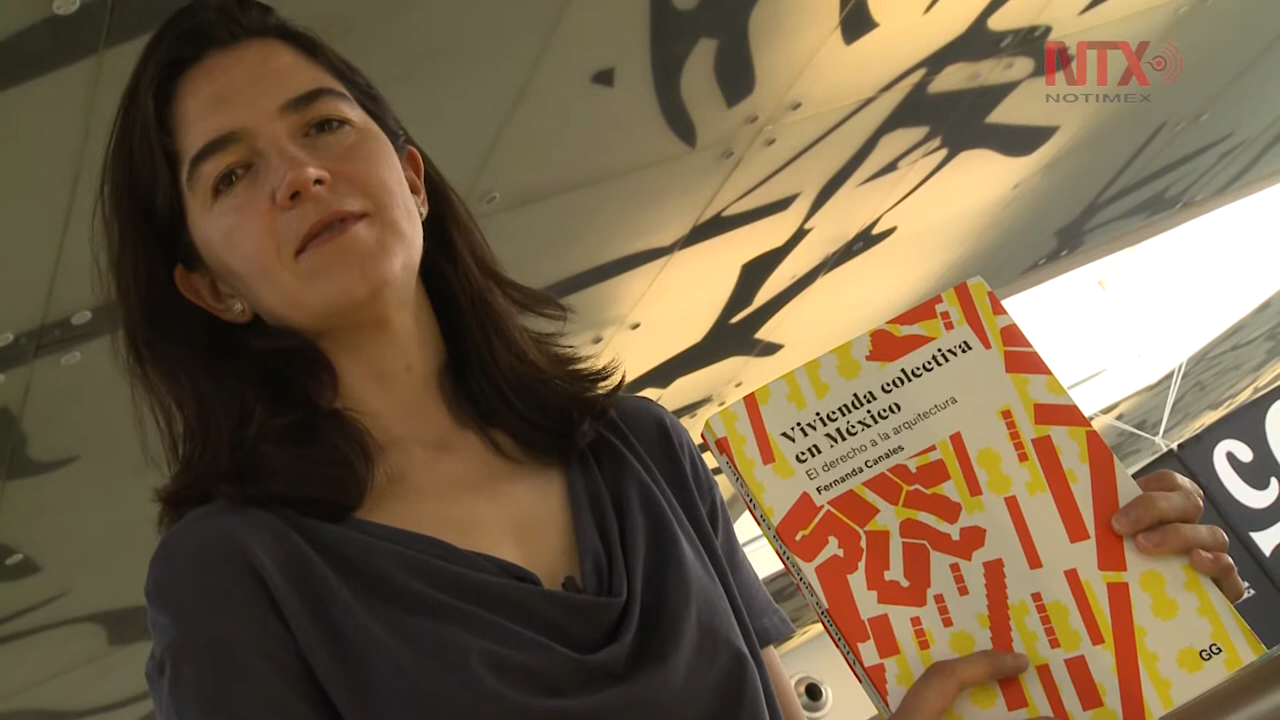 NTX
NOTIMEX
Vivienda colectiva
en México
El derecho a la arquitectura
Fernanda Canales
GG